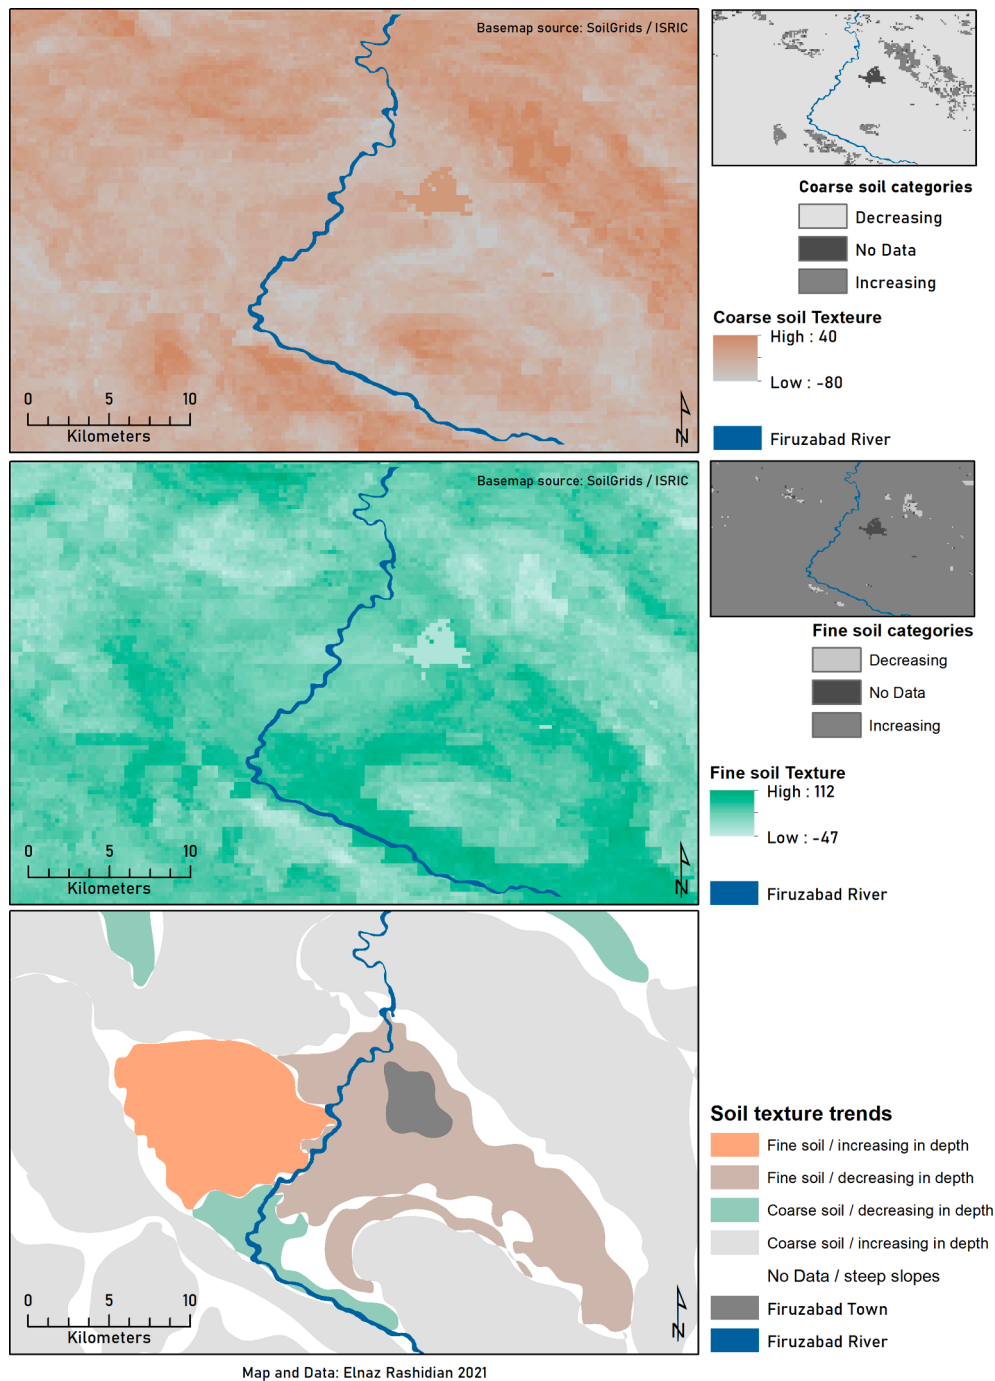 Basemap source: SoilGrids / ISRIC
0 5 10
Kilometers
N
Coarse soil categories
Decreasing
No Data
Increasing
Coarse soil Texteure
High : 40
Low : -80
Firuzabad River
Basemap source: SoilGrids / ISRIC
0 5 10
Kilometers
N
Fine soil categories
Decreasing
No Data
Increasing
Fine soil Texture
High : 112
Low : -47
Firuzabad River
0 5 10
Kilometers
N
Soil texture trends
Fine soil / increasing in depth
Fine soil / decreasing in depth
Coarse soil / decreasing in depth
Coarse soil / increasing in depth
No Data / steep slopes
Firuzabad Town
Firuzabad River
Map and Data: Elnaz Rashidian 2021